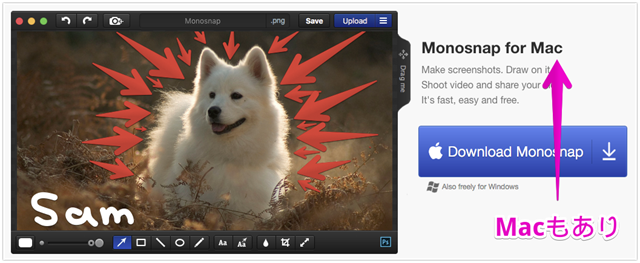 Monosnap
.png
Save
Upload
Drag me
Sam
Aa
Aa
Ps
Monosnap for Mac
Make screenshots. Draw on it
Shoot video and share your
It's fast, easy and free.
Download Monosnap
Also freely for Windows
Macもあり